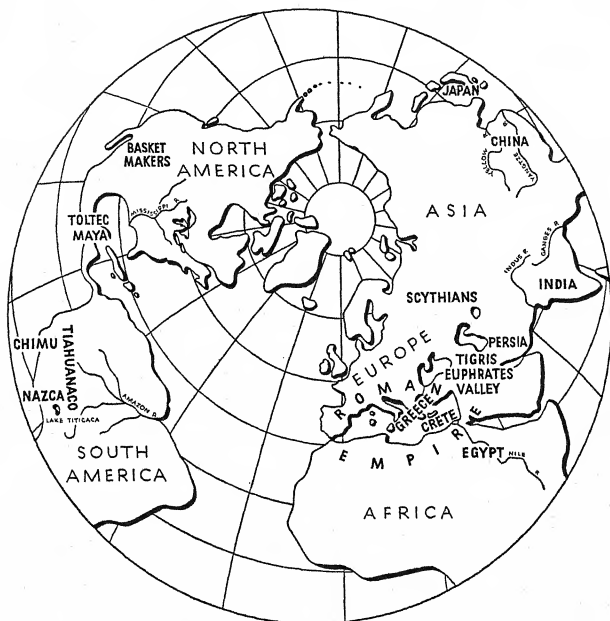 JAPAN
CHINA
YELLOW R
YANGTZE
BASKET
MAKERS
NORTH
AMERICA
MISSISSIPPI R
ASIA
TOLTEC
MAYA
INDUS R
GANGES R
INDIA
SCYTHIANS
PERSIA
EUROPE
TIGRIS
EUPHRATES
VALLEY
ROMAN
EMPIRE
GREECE
CRETE
EGYPT
NILE R
AFRICA
CHIMU
TIAHUANACO
NAZCA
AMAZON R
LAKE TITICACA
SOUTH
AMERICA